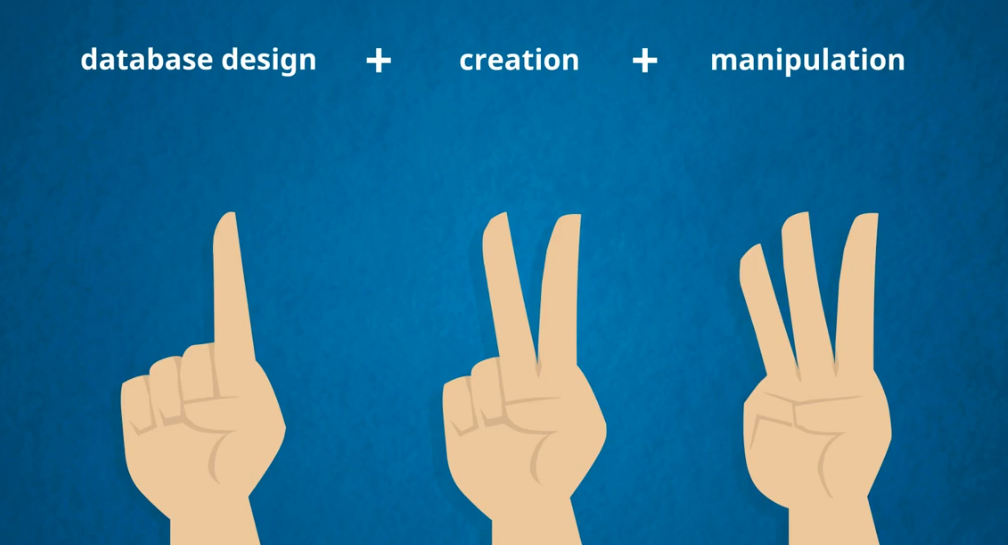 database design + creation + manipulation